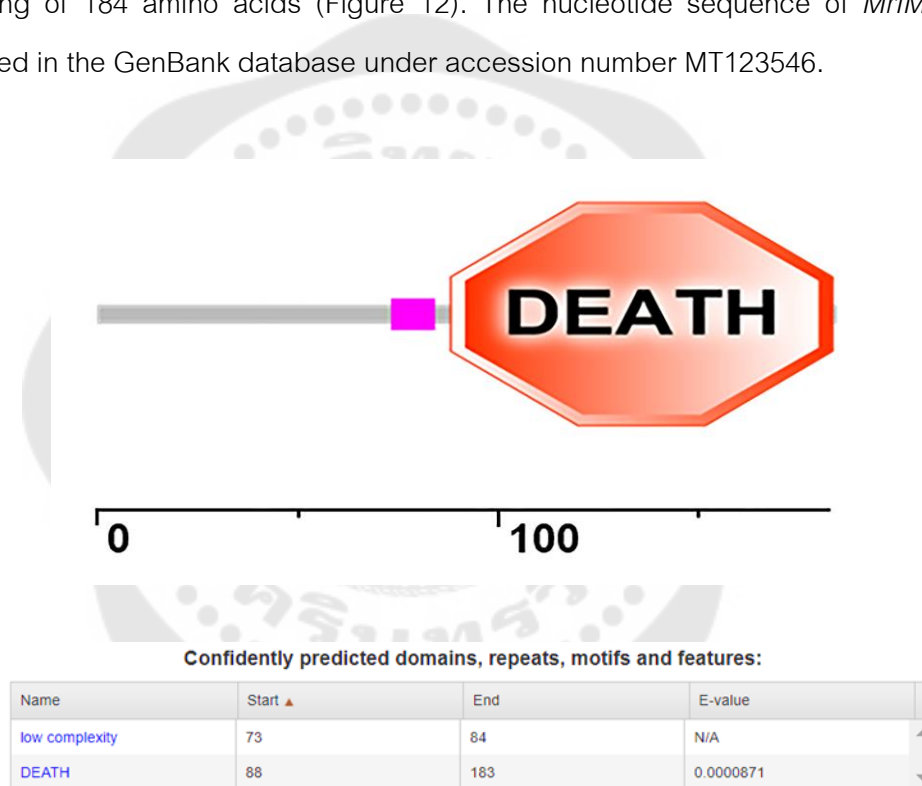 ng of 184 amino acids (Figure 12). The nucleotide sequence of
ed in the GenBank database under accession number MT123546.
DEATH
0 100
Confidently predicted domains, repeats, motifs and features:
Name Start End E-value
low complexity 73 84 N/A
DEATH 88 183 0.0000871